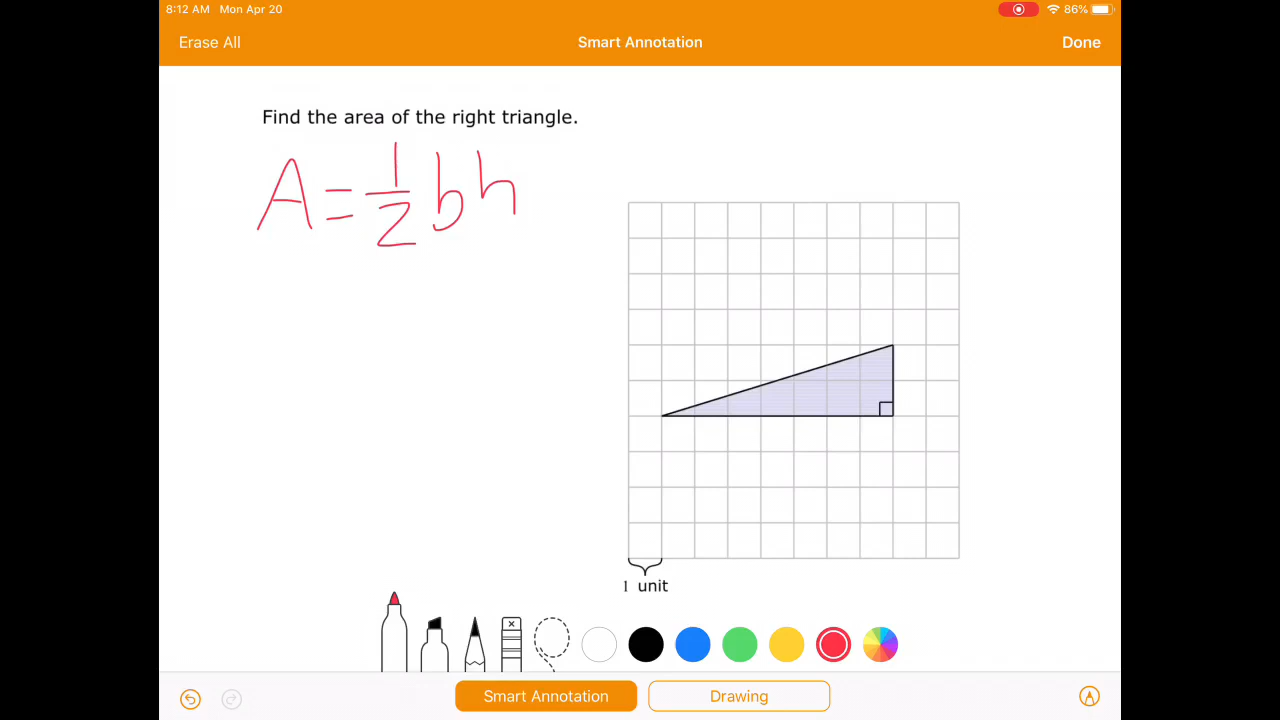 8:12 AM Mon Apr 20 86%
Erase All Smart Annotation Done
Find the area of the right triangle.
A = 1/2 bh
1 unit
Smart Annotation Drawing